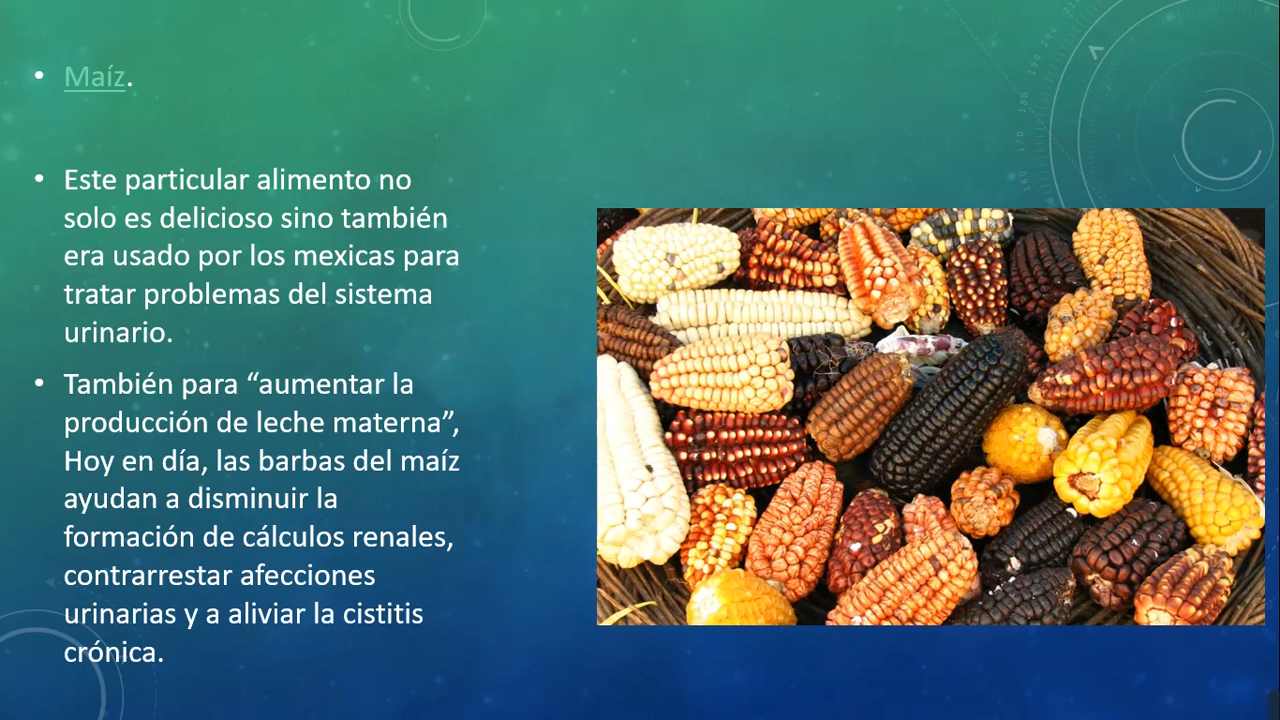 • Maíz.
• Este particular alimento no
solo es delicioso sino también
era usado por los mexicas para
tratar problemas del sistema
urinario.
• También para “aumentar la
producción de leche materna”,
Hoy en día, las barbas del maíz
ayudan a disminuir la
formación de cálculos renales,
contrarrestar afecciones
urinarias y a aliviar la cistitis
crónica.